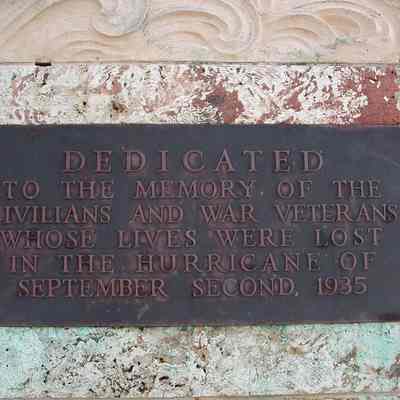 DEDICATED
TO THE MEMORY OF THE
CIVILIANS AND WAR VETERANS
WHOSE LIVES WERE LOST
IN THE HURRICANE OF
SEPTEMBER SECOND, 1935